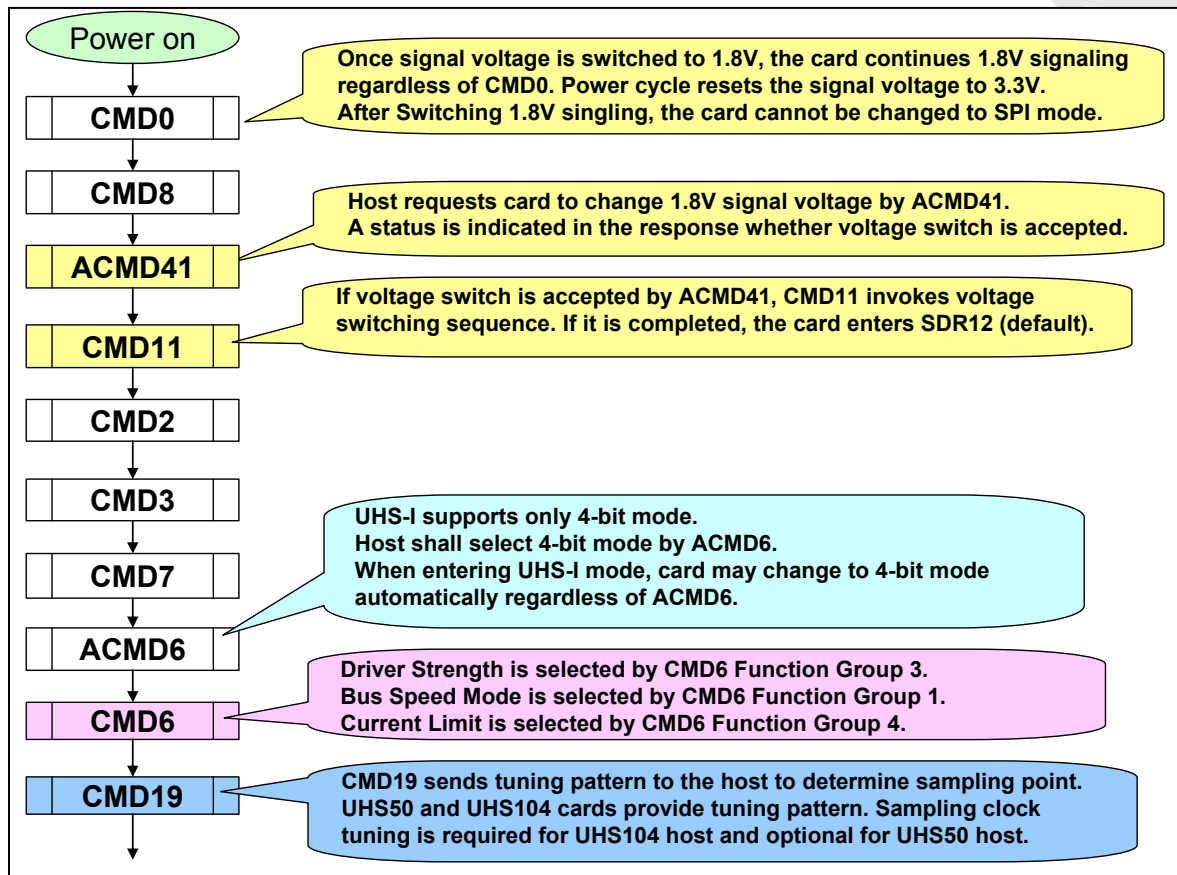 Power on
Once signal voltage is switched to 1.8V, the card continues 1.8V signaling
regardless of CMD0. Power cycle resets the signal voltage to 3.3V.
After Switching 1.8V singling, the card cannot be changed to SPI mode.
CMD0
CMD8
Host requests card to change 1.8V signal voltage by ACMD41.
A status is indicated in the response whether voltage switch is accepted.
ACMD41
If voltage switch is accepted by ACMD41, CMD11 invokes voltage
switching sequence. If it is completed, the card enters SDR12 (default).
CMD11
CMD2
CMD3
UHS-I supports only 4-bit mode.
Host shall select 4-bit mode by ACMD6.
When entering UHS-I mode, card may change to 4-bit mode
automatically regardless of ACMD6.
CMD7
ACMD6
Driver Strength is selected by CMD6 Function Group 3.
Bus Speed Mode is selected by CMD6 Function Group 1.
Current Limit is selected by CMD6 Function Group 4.
CMD6
CMD19 sends tuning pattern to the host to determine sampling point.
UHS50 and UHS104 cards provide tuning pattern. Sampling clock
tuning is required for UHS104 host and optional for UHS50 host.
CMD19